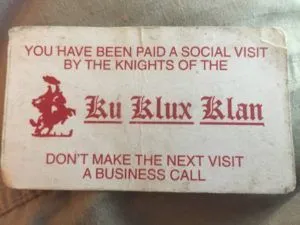 YOU HAVE BEEN PAID A SOCIAL VISIT
BY THE KNIGHTS OF THE
Ku Klux Klan
DON'T MAKE THE NEXT VISIT
A BUSINESS CALL